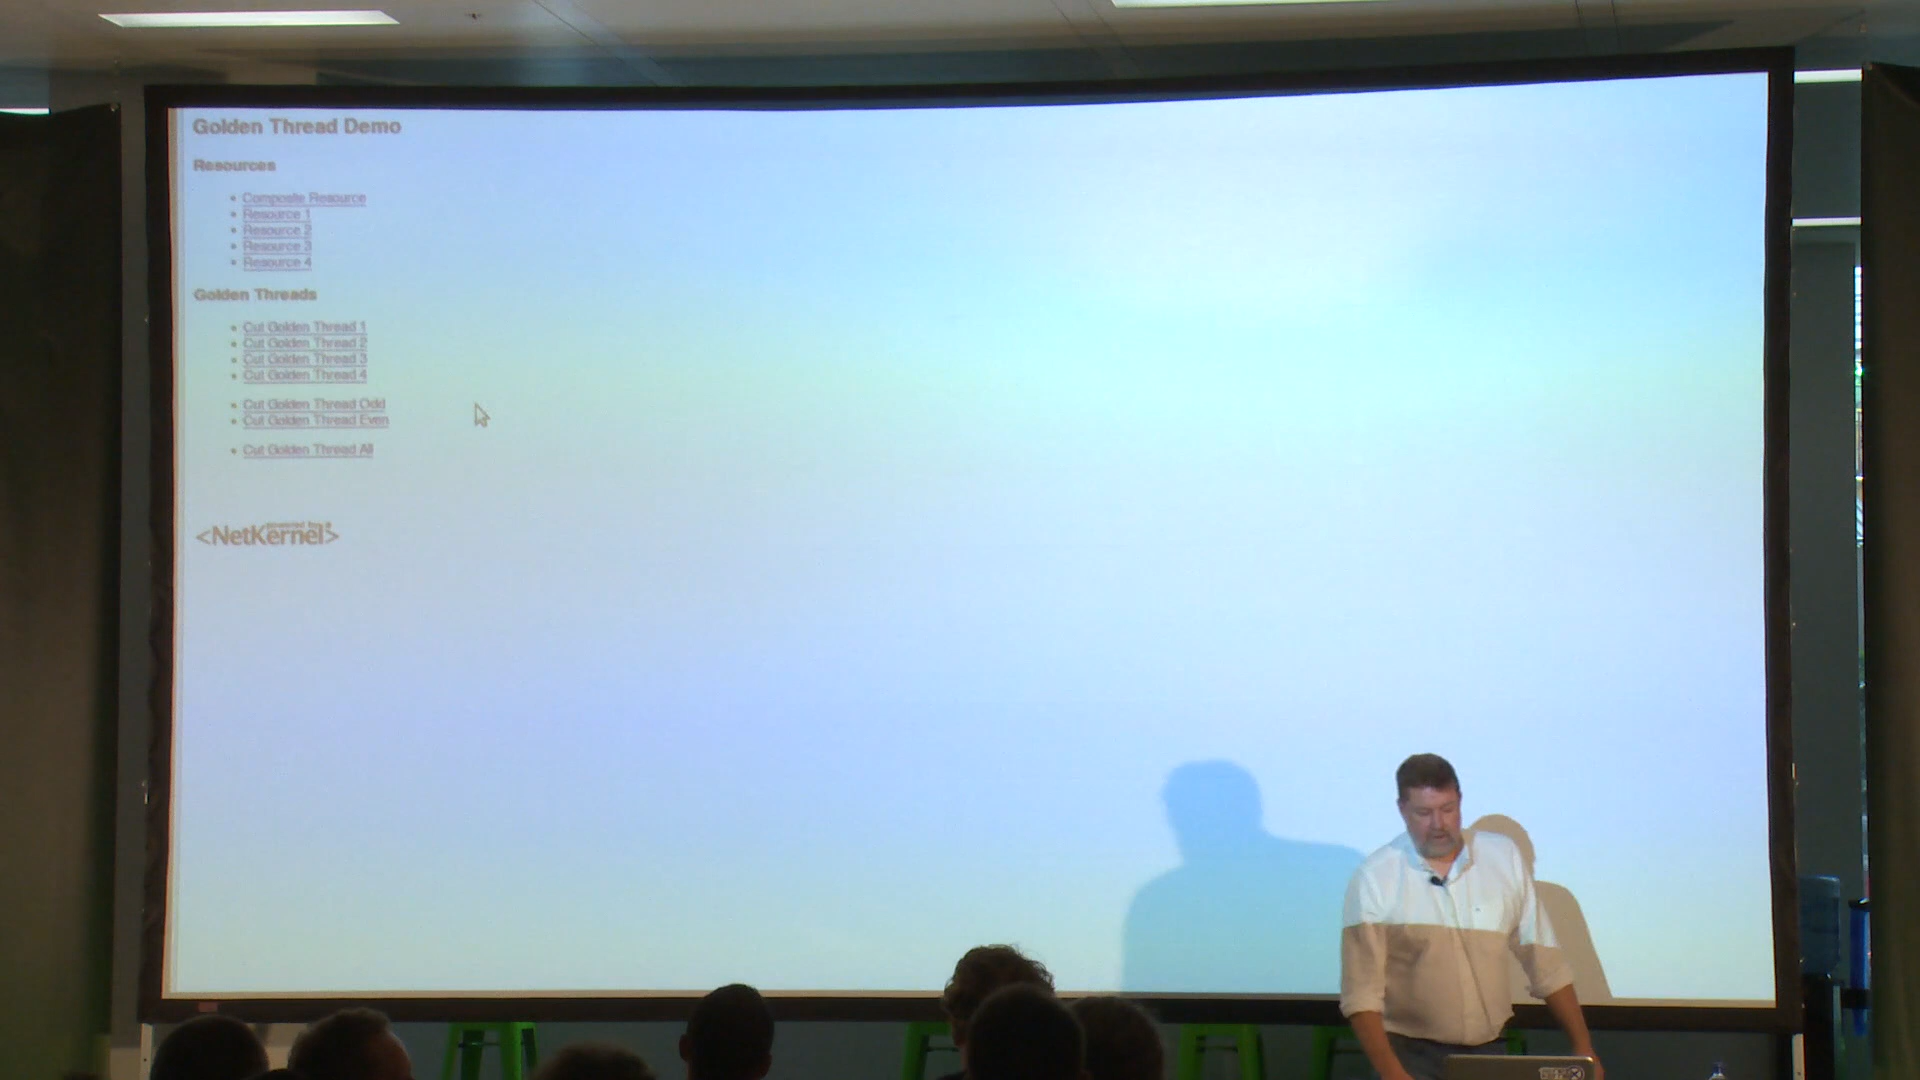 Golden Thread Demo
Resources
Composite Resource
Resource 1
Resource 2
Resource 3
Resource 4
Golden Threads
Cut Golden Thread 1
Cut Golden Thread 2
Cut Golden Thread 3
Cut Golden Thread 4
Cut Golden Thread Odd
Cut Golden Thread Even
Cut Golden Thread All
powered by
<NetKernel>